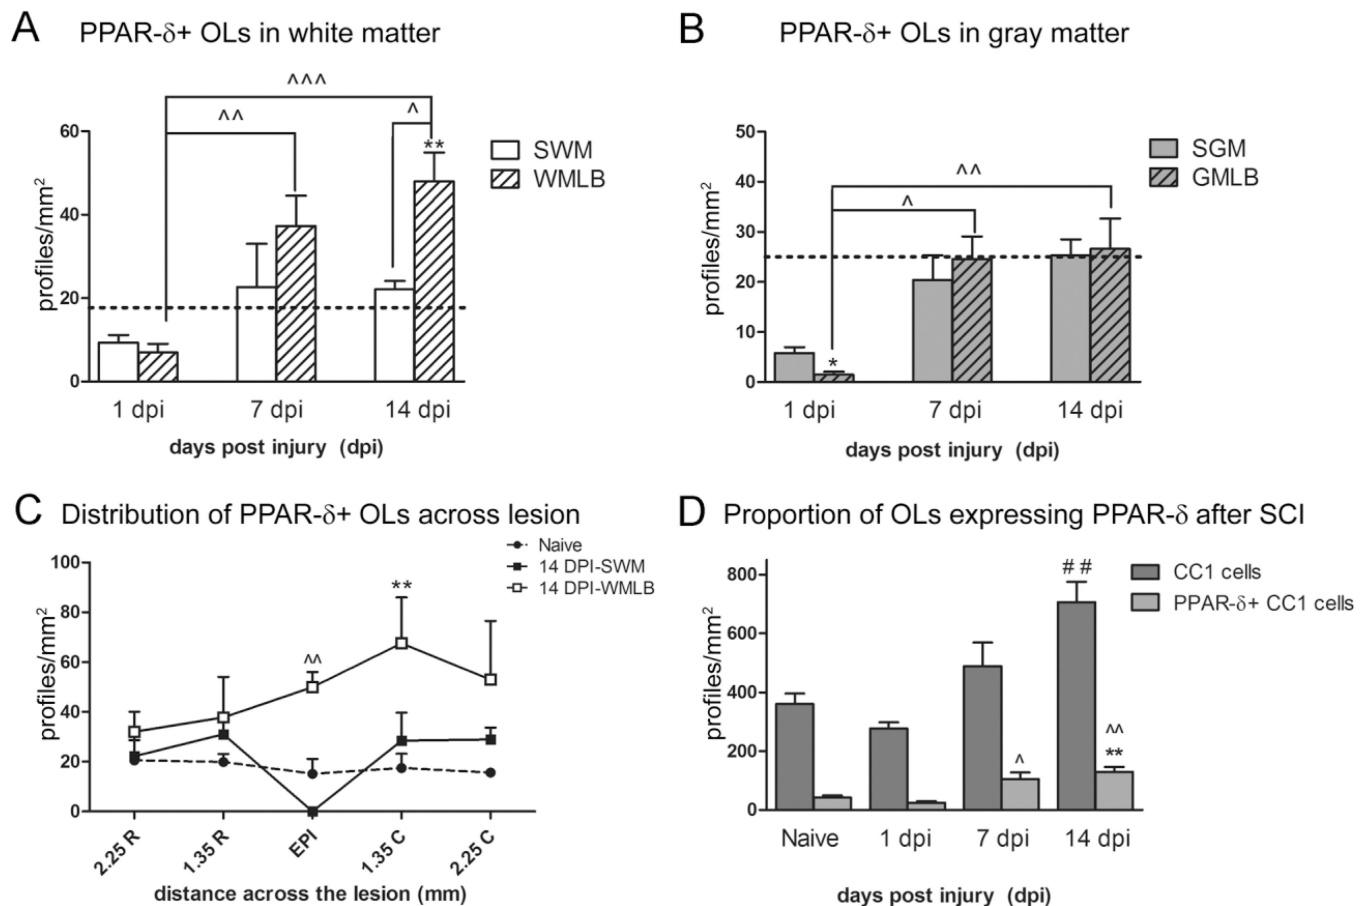 A PPAR-δ+ OLs in white matter
^^^
^^
^
**
60
40
20
0
profiles/mm²
SWM
WMLB
1 dpi 7 dpi 14 dpi
days post injury (dpi)
B PPAR-δ+ OLs in gray matter
^^
^
*
50
40
30
20
10
0
profiles/mm²
SGM
GMLB
1 dpi 7 dpi 14 dpi
days post injury (dpi)
C Distribution of PPAR-δ+ OLs across lesion
Naive
14 DPI-SWM
14 DPI-WMLB
**
^^
100
80
60
40
20
0
profiles/mm²
2.25 R 1.35 R EPI 1.35 C 2.25 C
distance across the lesion (mm)
D Proportion of OLs expressing PPAR-δ after SCI
CC1 cells
PPAR-δ+ CC1 cells
# #
^
^^
**
800
600
400
200
0
profiles/mm²
Naive 1 dpi 7 dpi 14 dpi
days post injury (dpi)